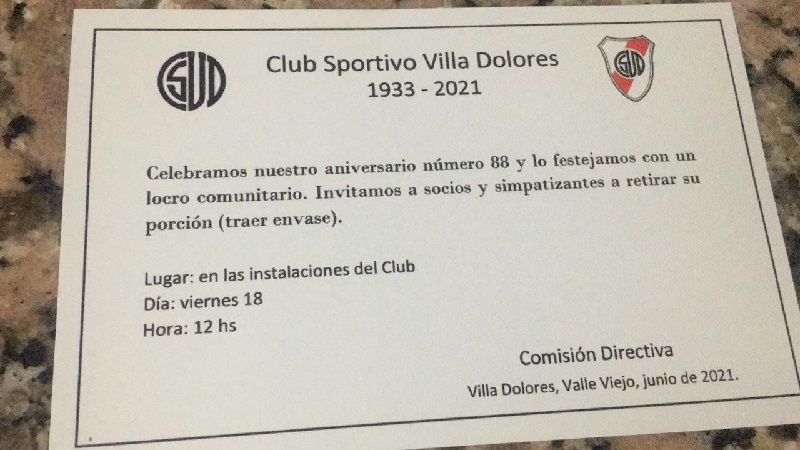 CSVD
Club Sportivo Villa Dolores
CSVD
1933 - 2021
Celebramos nuestro aniversario número 88 y lo festejamos con un
locro comunitario. Invitamos a socios y simpatizantes a retirar su
porción (traer envase).
Lugar: en las instalaciones del Club
Día: viernes 18
Hora: 12 hs
Comisión Directiva
Villa Dolores, Valle Viejo, junio de 2021.